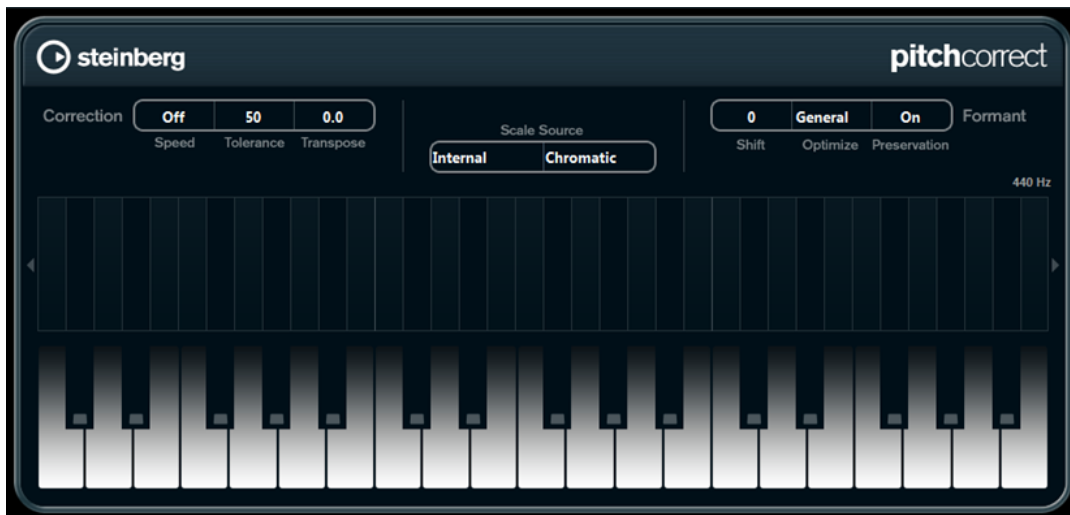 steinberg
pitchcorrect
Correction Off 50 0.0
Speed Tolerance Transpose
Scale Source
Internal Chromatic
0 General On Formant
Shift Optimize Preservation
440 Hz